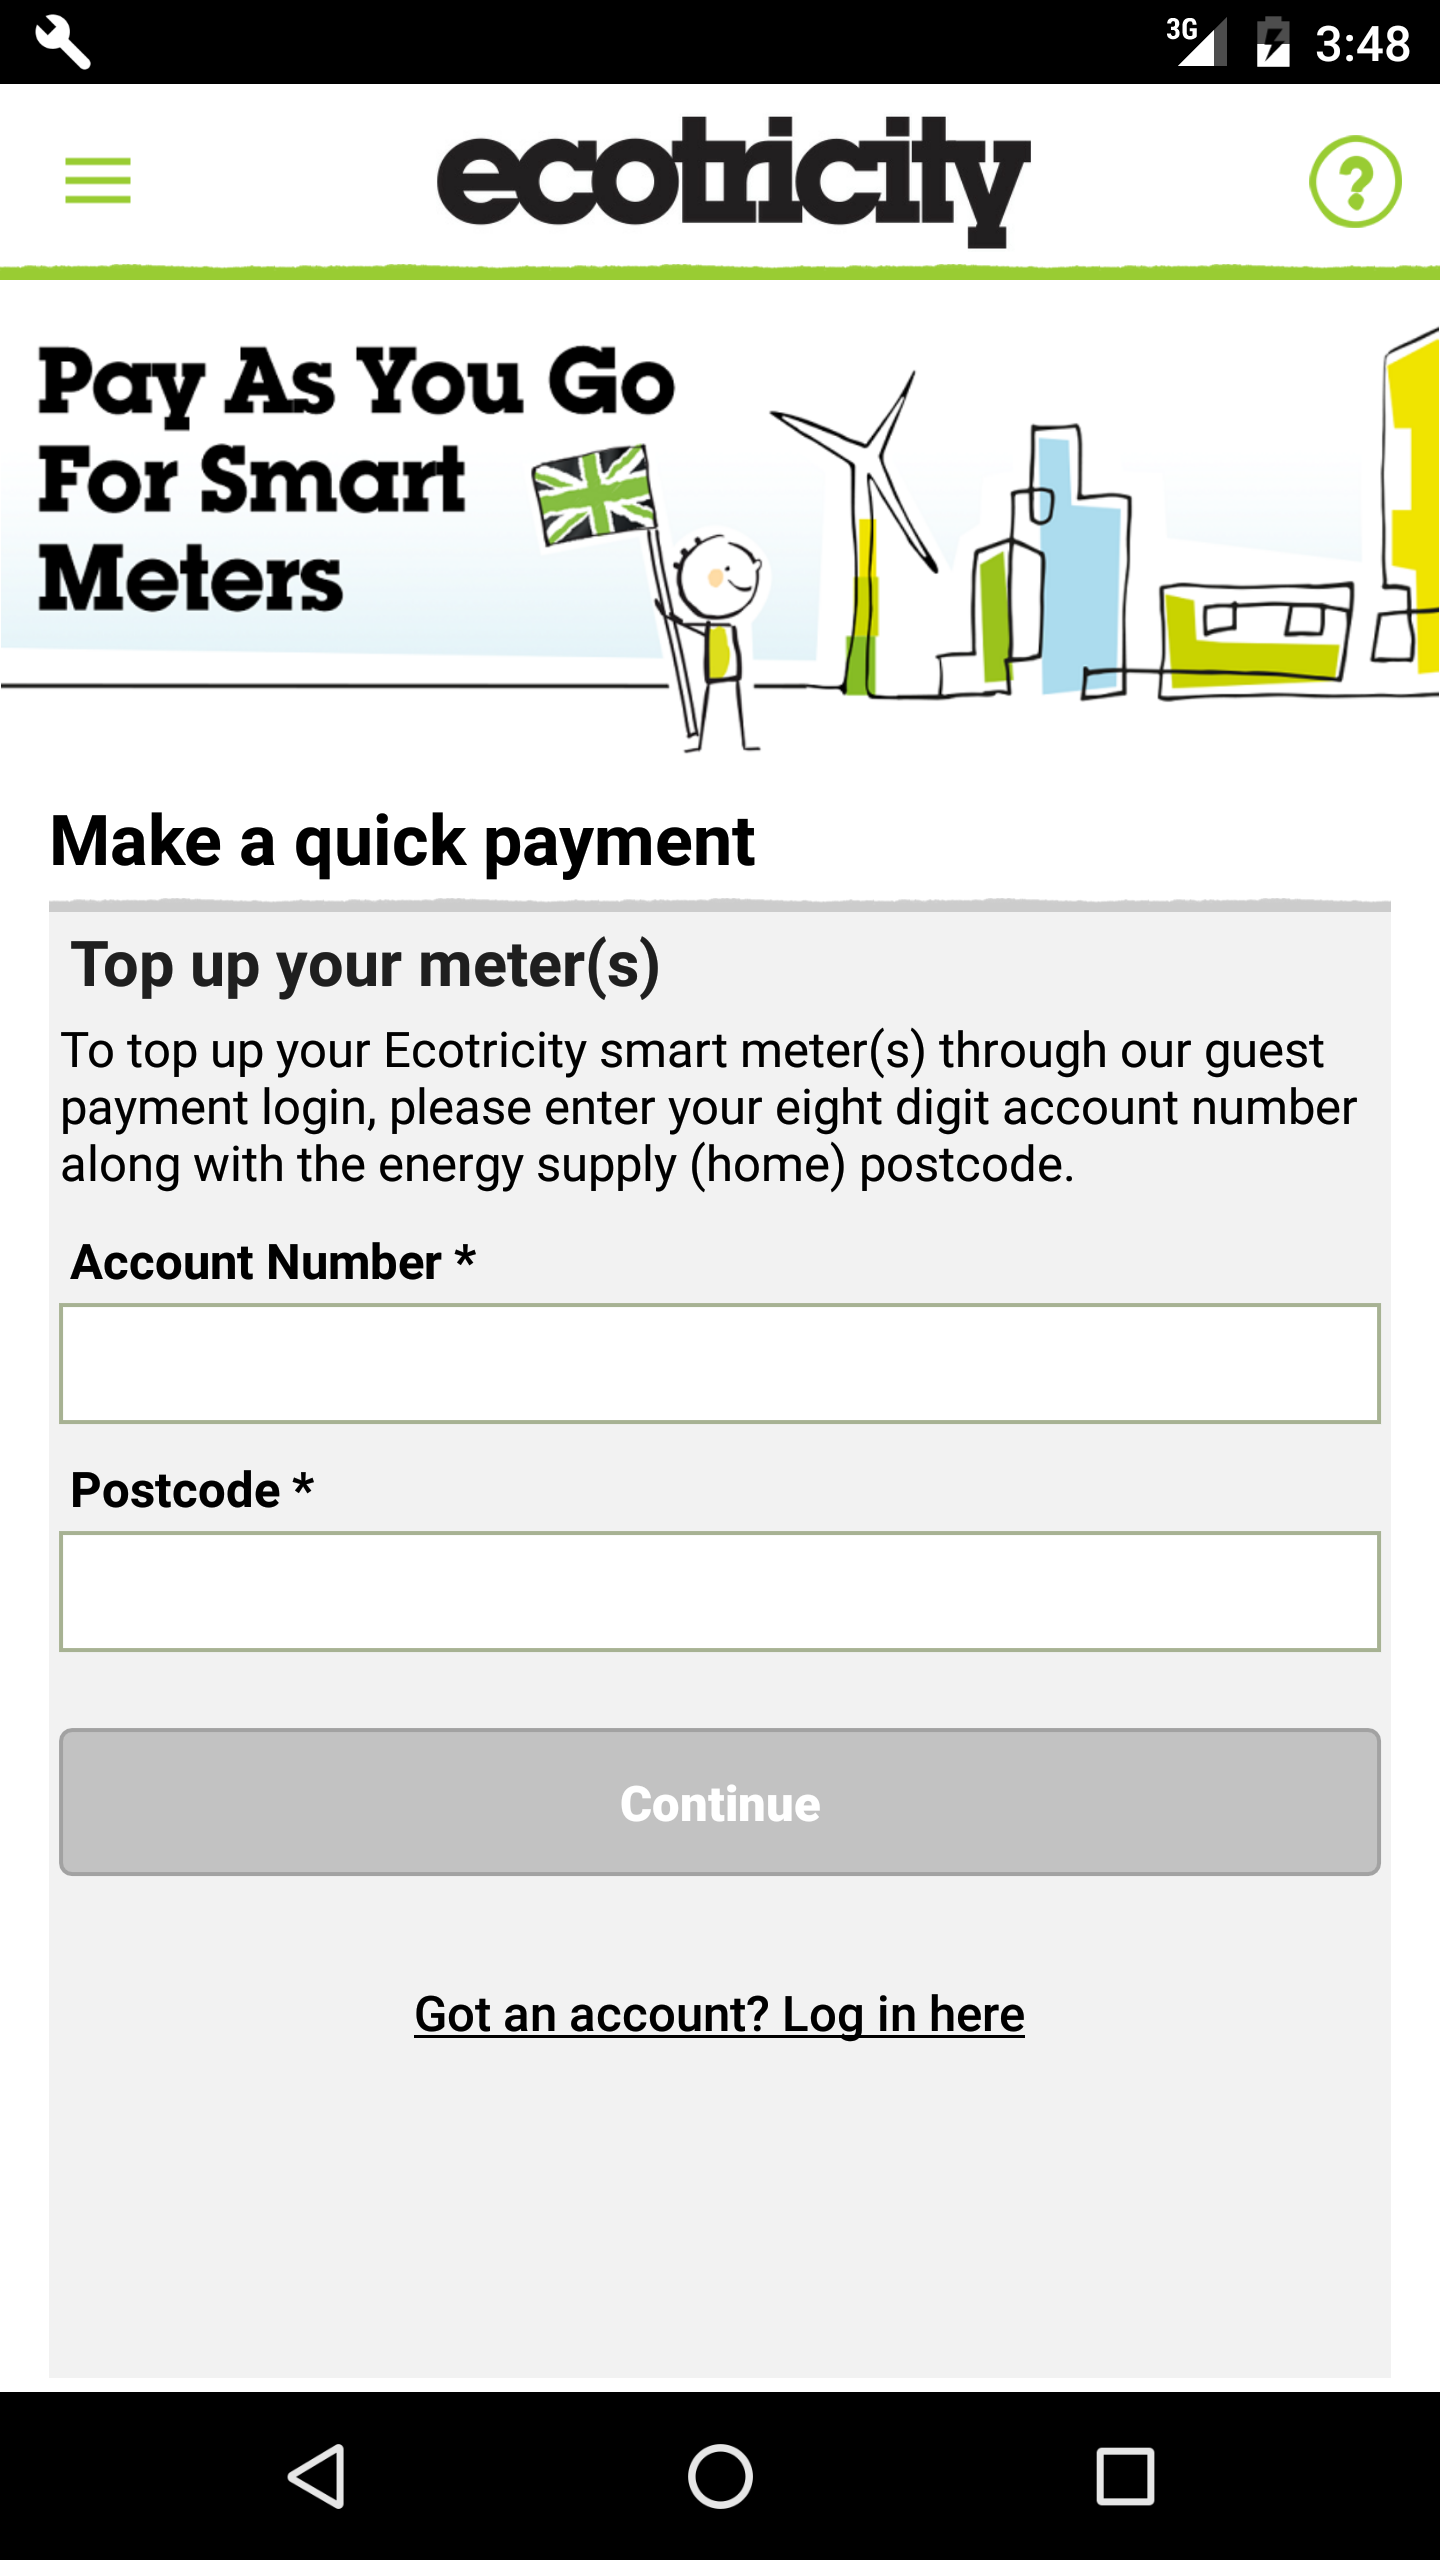 3G 3:48
ecotricity
?
Pay As You Go
For Smart
Meters
Make a quick payment
Top up your meter(s)
To top up your Ecotricity smart meter(s) through our guest
payment login, please enter your eight digit account number
along with the energy supply (home) postcode.
Account Number *
Postcode *
Continue
Got an account? Log in here